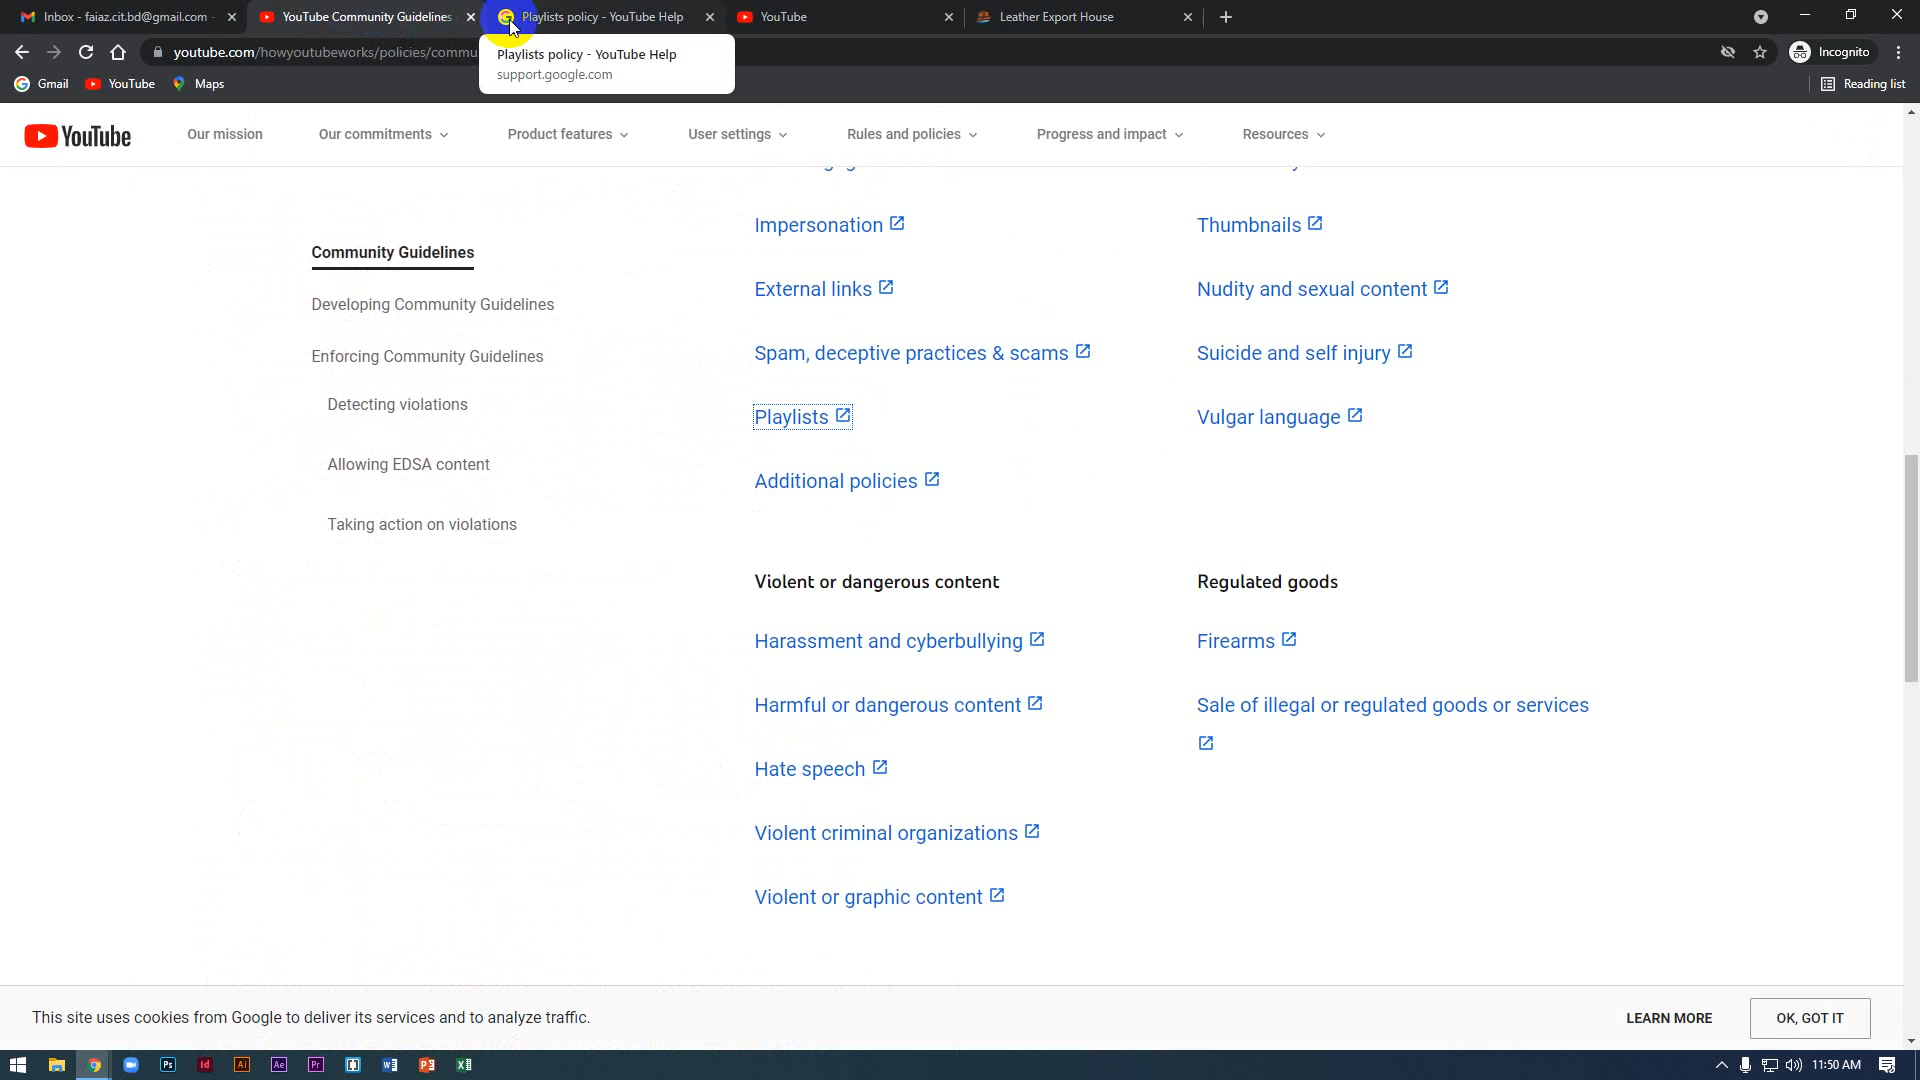 Inbox - faiaz.cit.bd@gmail.com -
YouTube Community Guidelines
Playlists policy - YouTube Help
YouTube
Leather Export House
youtube.com/howyoutubeworks/policies/commu
Incognito
Playlists policy - YouTube Help
support.google.com
Gmail
YouTube
Maps
Reading list
YouTube
Our mission
Our commitments
Product features
User settings
Rules and policies
Progress and impact
Resources
Community Guidelines
Developing Community Guidelines
Enforcing Community Guidelines
Detecting violations
Allowing EDSA content
Taking action on violations
Impersonation
External links
Spam, deceptive practices & scams
Playlists
Additional policies
Thumbnails
Nudity and sexual content
Suicide and self injury
Vulgar language
Violent or dangerous content
Harassment and cyberbullying
Harmful or dangerous content
Hate speech
Violent criminal organizations
Violent or graphic content
Regulated goods
Firearms
Sale of illegal or regulated goods or services
This site uses cookies from Google to deliver its services and to analyze traffic.
LEARN MORE
OK, GOT IT
Ps
Id
Ai
Ae
Pr
11:50 AM